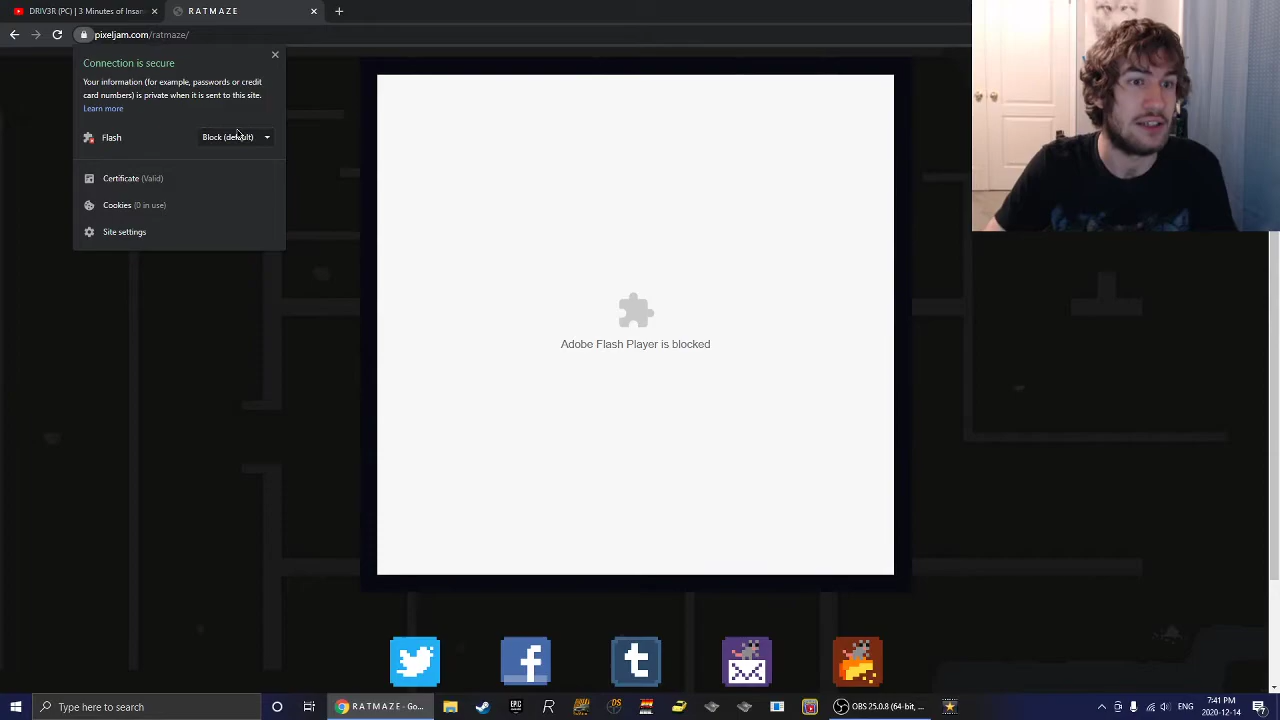 DRIV3R (PC) | 3 Minutes of Insan
R A T M A Z E
pixeljam.com/ratmaze/
Connection is secure
Your information (for example, passwords or credit
card numbers) is private when it is sent to this site.
Learn more
Flash
Block (default)
Certificate (Valid)
Cookies (0 in use)
Site settings
Adobe Flash Player is blocked
Type here to search
R A T M A Z E - Go...
OBS 25.0.8 (64-bit, ...
7:41 PM
2020-12-14